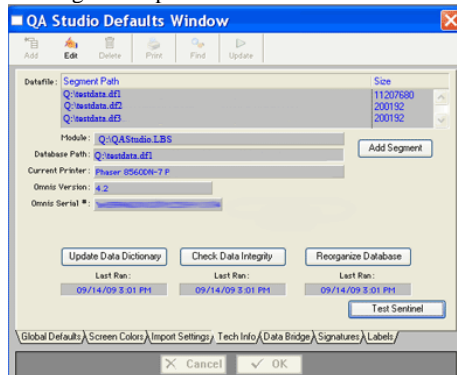 QA Studio Defaults Window
Add Edit Delete Print Find Update
Datafile: Segment Path Size
Q:\testdata.df1 11207680
Q:\testdata.df2 200192
Q:\testdata.df3 200192
Module: Q:\QAStudio.LBS
Add Segment
Database Path: Q:\testdata.df1
Current Printer: Phaser 8560DN-7 P
Omnis Version: 4.2
Omnis Serial #:
Update Data Dictionary Check Data Integrity Reorganize Database
Last Ran: Last Ran: Last Ran:
09/14/09 3:01 PM 09/14/09 3:01 PM 09/14/09 3:01 PM
Test Sentinel
Global Defaults Screen Colors Import Settings Tech Info Data Bridge Signatures Labels
Cancel OK